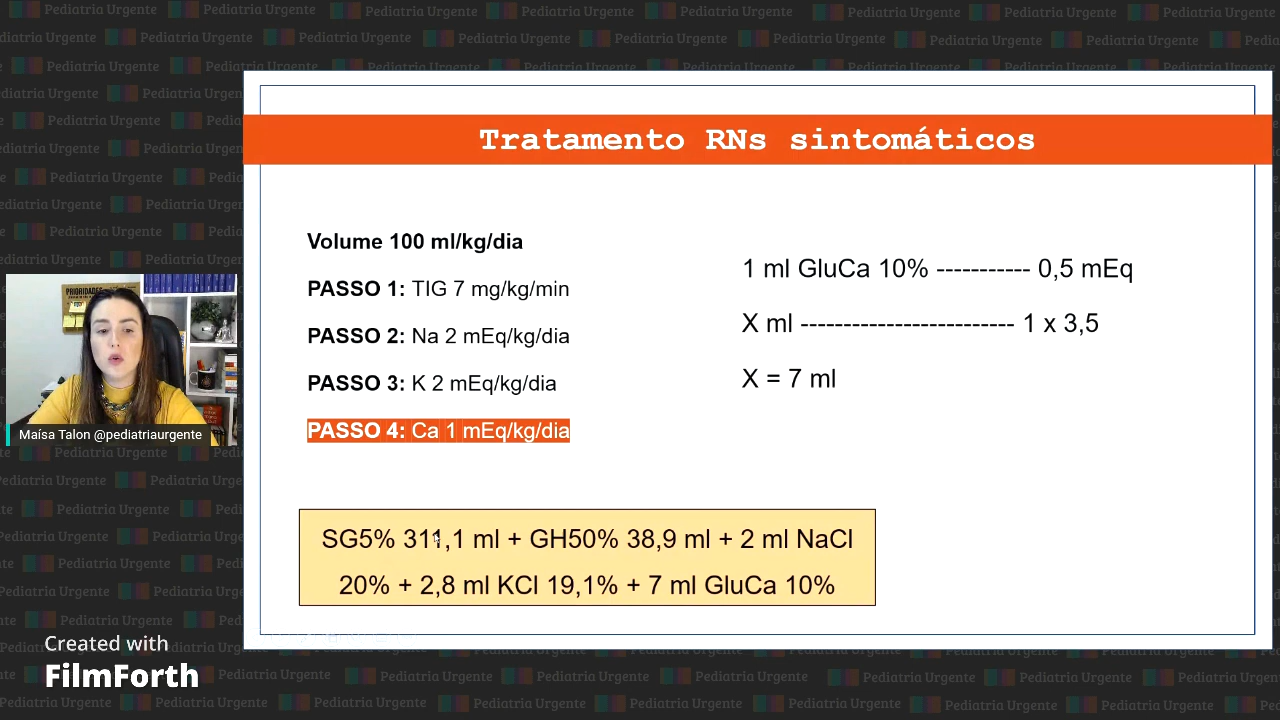 Pediatria Urgente
Tratamento RNs sintomáticos
Volume 100 ml/kg/dia
PASSO 1: TIG 7 mg/kg/min
PASSO 2: Na 2 mEq/kg/dia
PASSO 3: K 2 mEq/kg/dia
PASSO 4: Ca 1 mEq/kg/dia
1 ml GluCa 10% ----------- 0,5 mEq
X ml ------------------------- 1 x 3,5
X = 7 ml
SG5% 311,1 ml + GH50% 38,9 ml + 2 ml NaCl
20% + 2,8 ml KCl 19,1% + 7 ml GluCa 10%
PRIORIDADES
Maísa Talon @pediatriaurgente
Created with
FilmForth